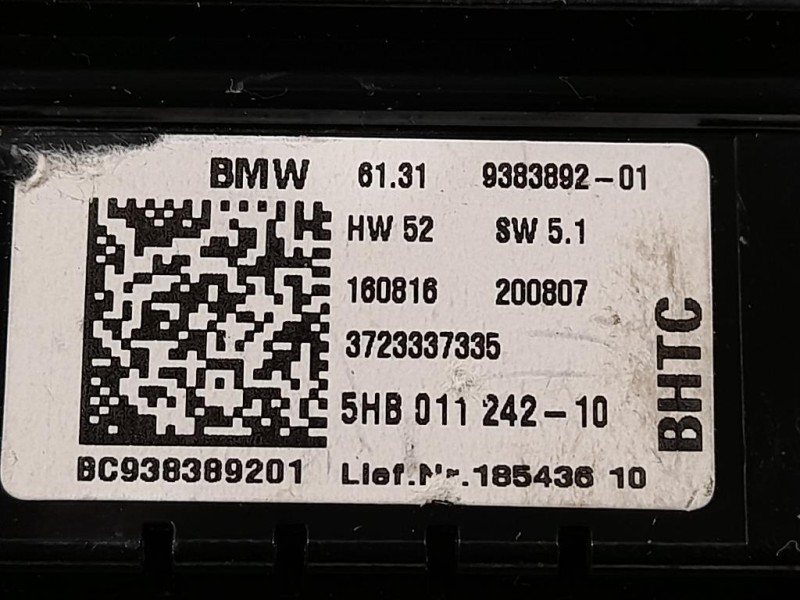 BMW 61.31 9383892-01
HW 52 SW 5.1
160816 200807
3723337335
5HB 011 242-10
BC938389201 Lief.Nr.185436 10
BHTC